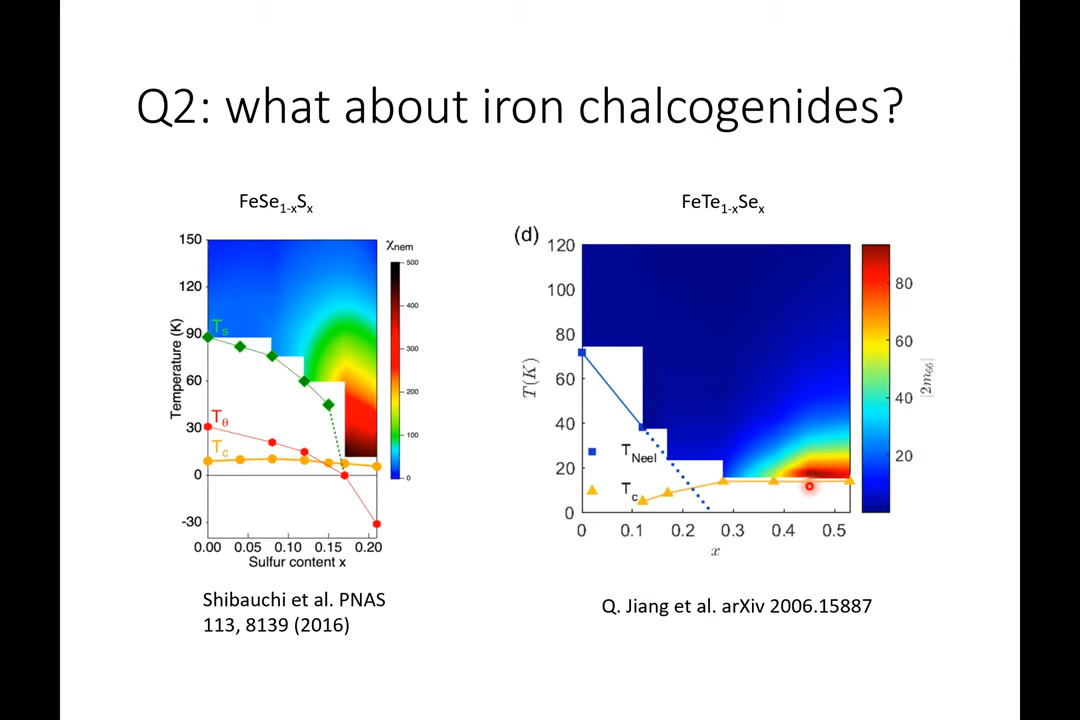 Q2: what about iron chalcogenides?
FeSe1-xSx
FeTe1-xSex
150
120
90
60
30
0
-30
Temperature (K)
Ts
Tθ
Tc
0.00 0.05 0.10 0.15 0.20
Sulfur content x
χnem
500
400
300
200
100
0
(d)
120
100
80
60
40
20
0
T(K)
TNeel
Tc
0 0.1 0.2 0.3 0.4 0.5
x
80
60
40
20
|2m66|
Shibauchi et al. PNAS
113, 8139 (2016)
Q. Jiang et al. arXiv 2006.15887